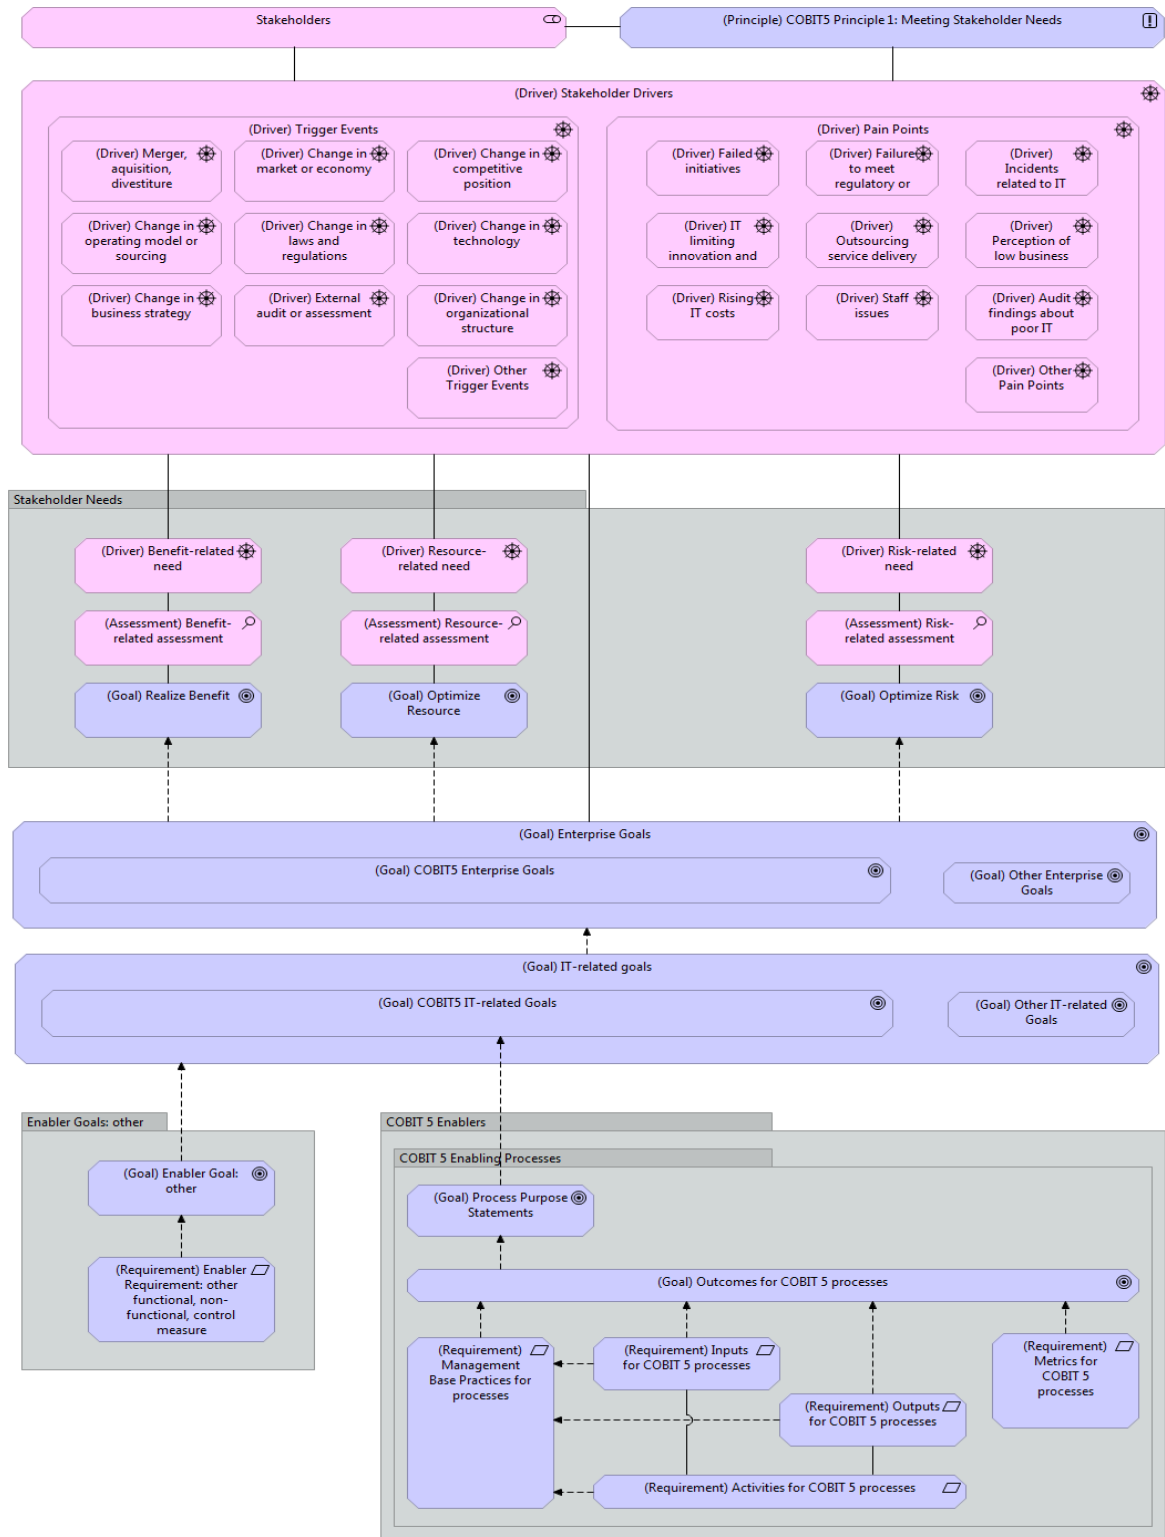 Stakeholders
(Principle) COBIT5 Principle 1: Meeting Stakeholder Needs
(Driver) Stakeholder Drivers
(Driver) Trigger Events
(Driver) Merger,
aquisition,
divestiture
(Driver) Change in
market or economy
(Driver) Change in
competitive
position
(Driver) Change in
operating model or
sourcing
(Driver) Change in
laws and
regulations
(Driver) Change in
technology
(Driver) Change in
business strategy
(Driver) External
audit or assessment
(Driver) Change in
organizational
structure
(Driver) Other
Trigger Events
(Driver) Pain Points
(Driver) Failed
initiatives
(Driver) Failure
to meet
regulatory or
(Driver)
Incidents
related to IT
(Driver) IT
limiting
innovation and
(Driver)
Outsourcing
service delivery
(Driver)
Perception of
low business
(Driver) Rising
IT costs
(Driver) Staff
issues
(Driver) Audit
findings about
poor IT
(Driver) Other
Pain Points
Stakeholder Needs
(Driver) Benefit-related
need
(Driver) Resource-
related need
(Driver) Risk-related
need
(Assessment) Benefit-
related assessment
(Assessment) Resource-
related assessment
(Assessment) Risk-
related assessment
(Goal) Realize Benefit
(Goal) Optimize
Resource
(Goal) Optimize Risk
(Goal) Enterprise Goals
(Goal) COBIT5 Enterprise Goals
(Goal) Other Enterprise
Goals
(Goal) IT-related goals
(Goal) COBIT5 IT-related Goals
(Goal) Other IT-related
Goals
Enabler Goals: other
(Goal) Enabler Goal:
other
(Requirement) Enabler
Requirement: other
functional, non-
functional, control
measure
COBIT 5 Enablers
COBIT 5 Enabling Processes
(Goal) Process Purpose
Statements
(Goal) Outcomes for COBIT 5 processes
(Requirement)
Management
Base Practices for
processes
(Requirement) Inputs
for COBIT 5 processes
(Requirement) Outputs
for COBIT 5 processes
(Requirement)
Metrics for
COBIT 5
processes
(Requirement) Activities for COBIT 5 processes